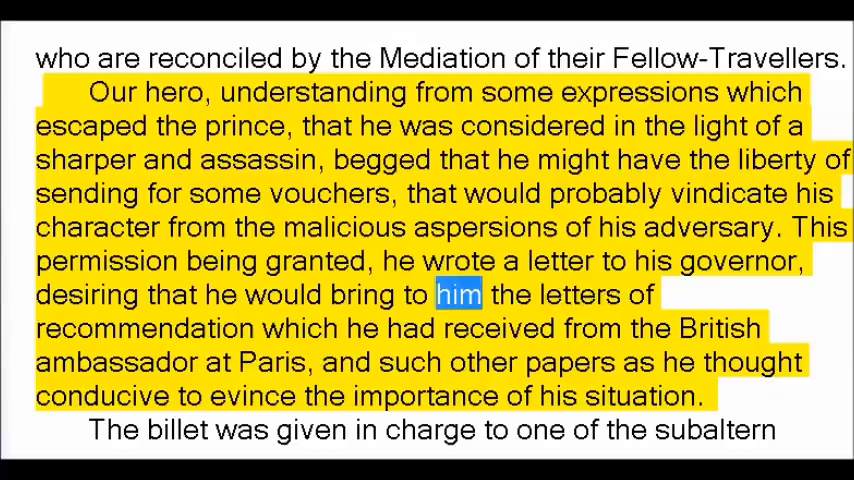 who are reconciled by the Mediation of their Fellow-Travellers.
Our hero, understanding from some expressions which
escaped the prince, that he was considered in the light of a
sharper and assassin, begged that he might have the liberty of
sending for some vouchers, that would probably vindicate his
character from the malicious aspersions of his adversary. This
permission being granted, he wrote a letter to his governor,
desiring that he would bring to him the letters of
recommendation which he had received from the British
ambassador at Paris, and such other papers as he thought
conducive to evince the importance of his situation.
The billet was given in charge to one of the subaltern